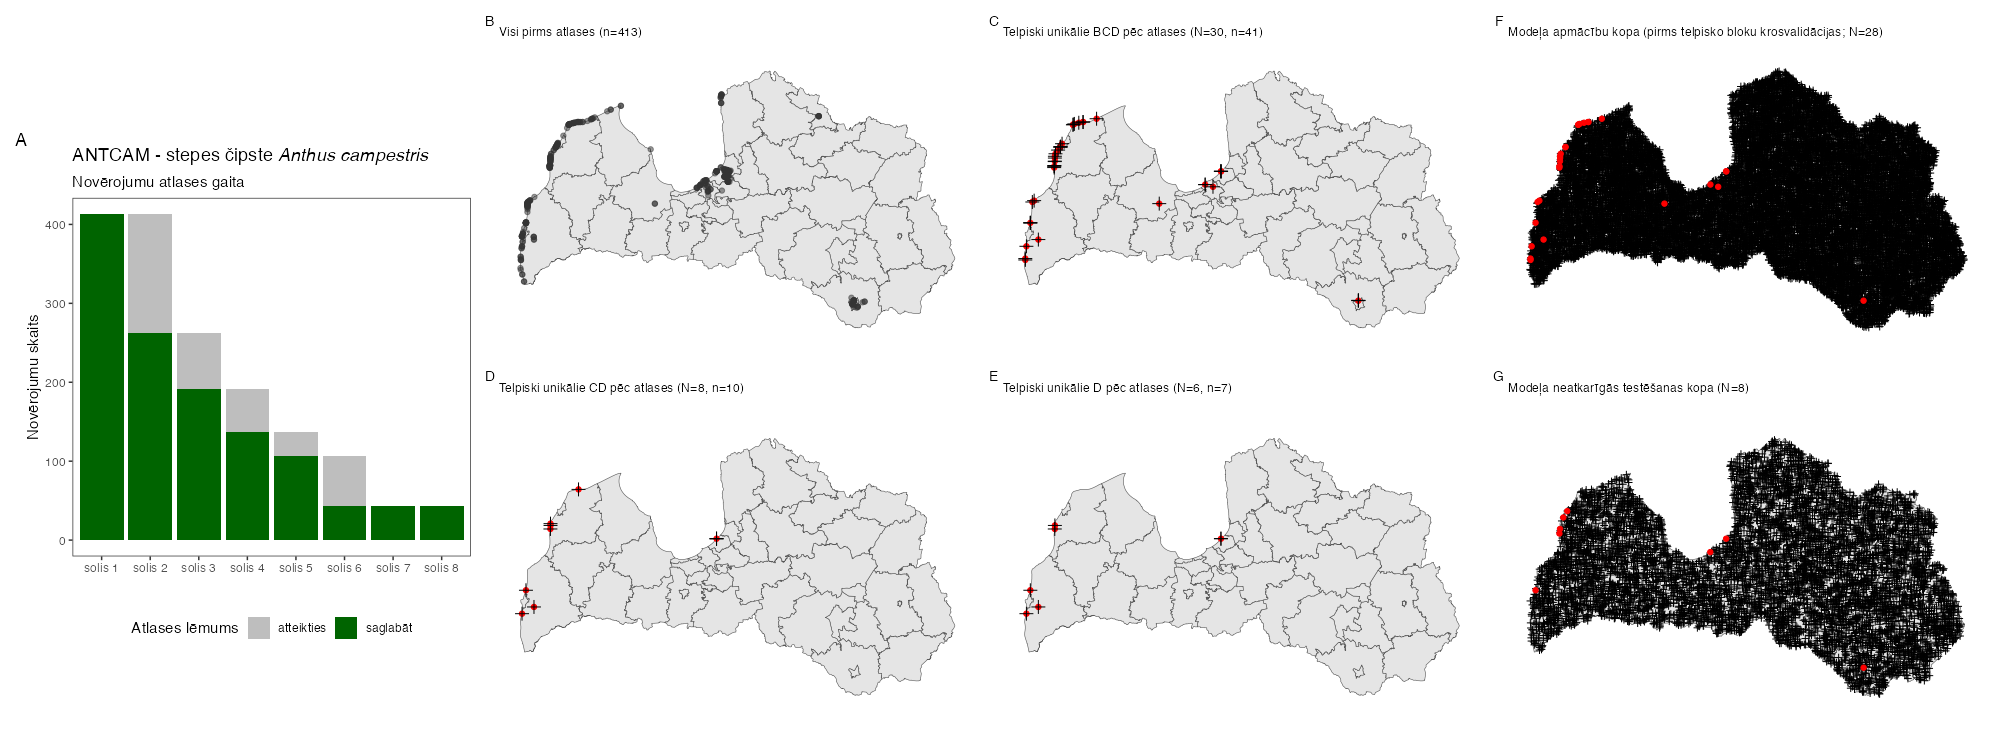 A
ANTCAM - stepes čipste Anthus campestris
Novērojumu atlases gaita
Novērojumu skaits
400
300
200
100
0
solis 1 solis 2 solis 3 solis 4 solis 5 solis 6 solis 7 solis 8
Atlases lēmums atteikties saglabāt
B
Visi pirms atlases (n=413)
C
Telpiski unikālie BCD pēc atlases (N=30, n=41)
F
Modeļa apmācību kopa (pirms telpisko bloku krosvalidācijas; N=28)
D
Telpiski unikālie CD pēc atlases (N=8, n=10)
E
Telpiski unikālie D pēc atlases (N=6, n=7)
G
Modeļa neatkarīgās testēšanas kopa (N=8)